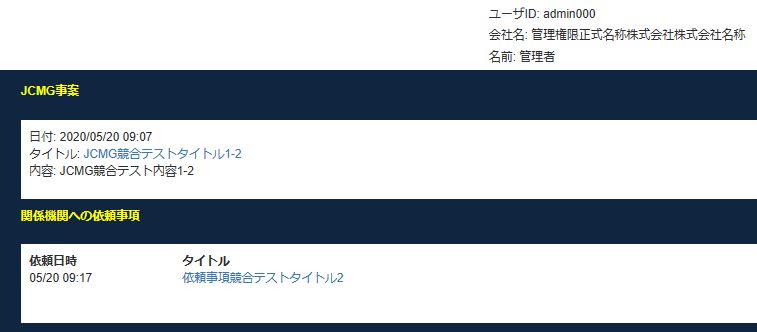 ユーザID: admin000
会社名: 管理権限正式名称株式会社株式会社名称
名前: 管理者
JCMG事案
日付: 2020/05/20 09:07
タイトル: JCMG競合テストタイトル1-2
内容: JCMG競合テスト内容1-2
関係機関への依頼事項
依頼日時 タイトル
05/20 09:17 依頼事項競合テストタイトル2